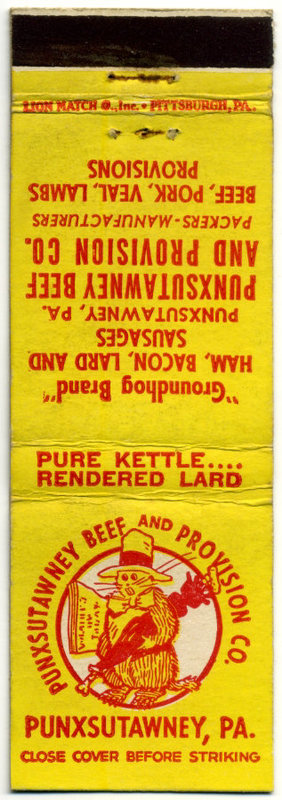 LION MATCH Co., Inc. • PITTSBURGH, PA.
"Groundhog Brand"
HAM, BACON, LARD AND
SAUSAGES
PUNXSUTAWNEY, PA.
PUNXSUTAWNEY BEEF
AND PROVISION CO.
PACKERS-MANUFACTURERS
BEEF, PORK, VEAL, LAMBS
PROVISIONS
PURE KETTLE....
RENDERED LARD
PUNXSUTAWNEY BEEF AND PROVISION CO.
PUNXSUTAWNEY, PA.
CLOSE COVER BEFORE STRIKING